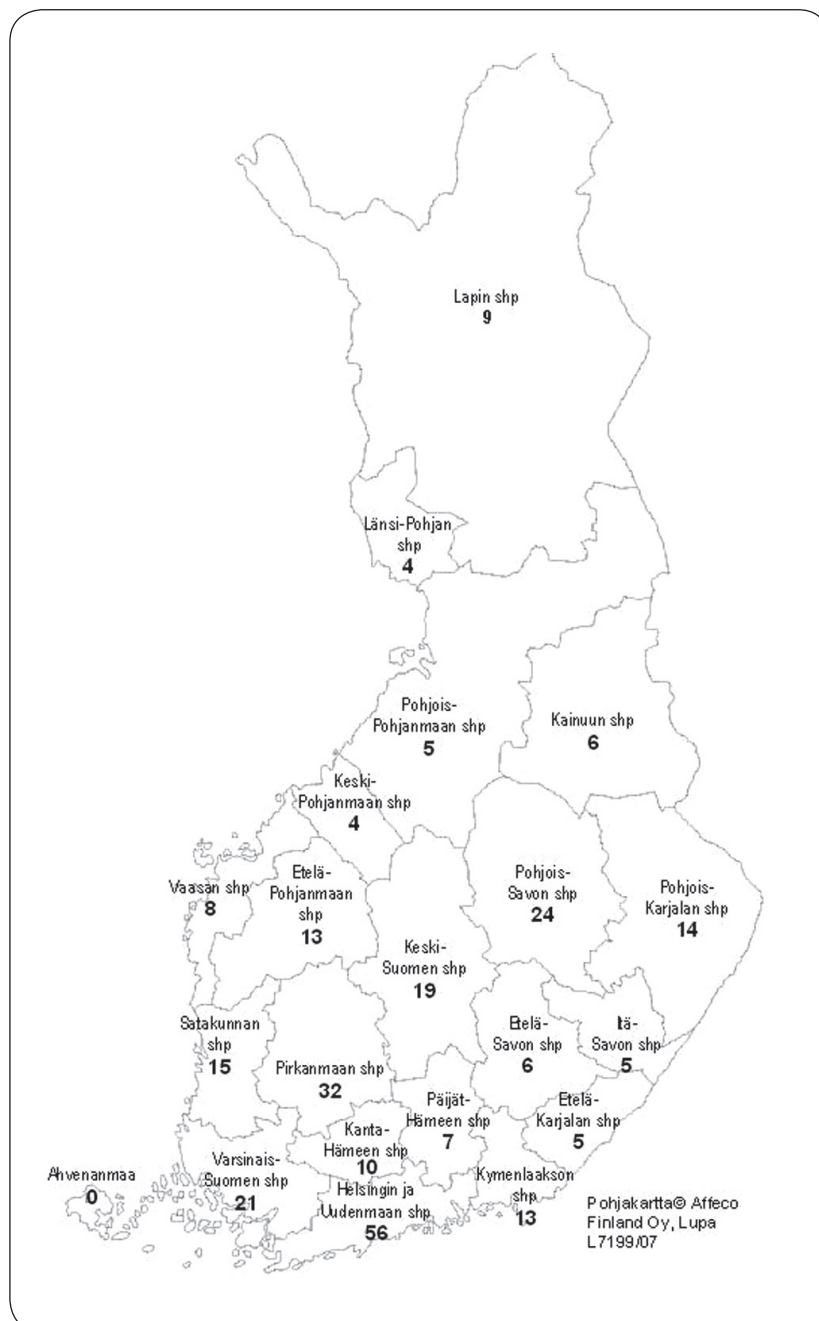 Lapin shp
9
Länsi-Pohjan
shp
4
Pohjois-
Pohjanmaan shp
5
Kainuun shp
6
Keski-
Pohjanmaan shp
4
Vaasan shp
8
Etelä-
Pohjanmaan
shp
13
Pohjois-
Savon shp
24
Pohjois-
Karjalan shp
14
Keski-
Suomen shp
19
Satakunnan
shp
15
Pirkanmaan shp
32
Etelä-
Savon shp
6
Itä-
Savon shp
5
Päijät-
Hämeen shp
7
Etelä-
Karjalan shp
5
Kanta-
Hämeen shp
10
Ahvenanmaa
0
Varsinais-
Suomen shp
21
Helsingin ja
Uudenmaan shp
56
Kymenlaakson
shp
13
Pohjakartta© Affeco
Finland Oy, Lupa
L7199/07